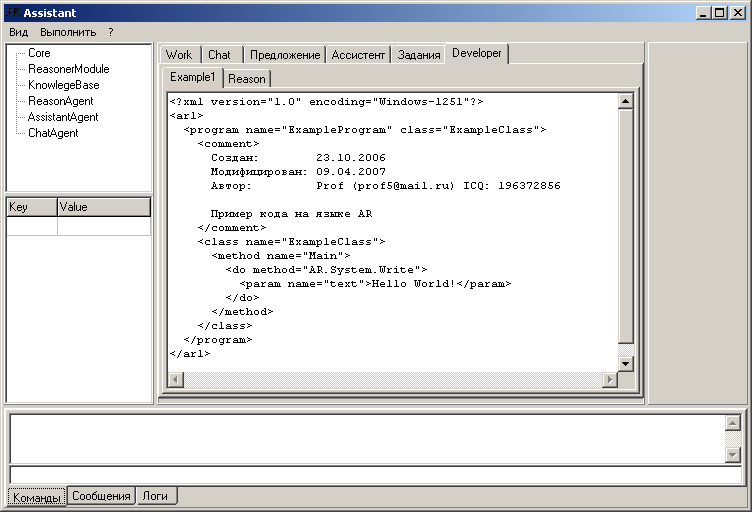 Assistant
Вид Выполнить ?
Core
ReasonerModule
KnowlegeBase
ReasonAgent
AssistantAgent
ChatAgent
Key Value
Work Chat Предложение Ассистент Задания Developer
Example1 Reason
<?xml version="1.0" encoding="Windows-1251"?>
<arl>
  <program name="ExampleProgram" class="ExampleClass">
    <comment>
      Создан:        23.10.2006
      Модифицирован: 09.04.2007
      Автор:         Prof (prof5@mail.ru) ICQ: 196372856
      Пример кода на языке AR
    </comment>
    <class name="ExampleClass">
      <method name="Main">
        <do method="AR.System.Write">
          <param name="text">Hello World!</param>
        </do>
      </method>
    </class>
  </program>
</arl>
Команды Сообщения Логи